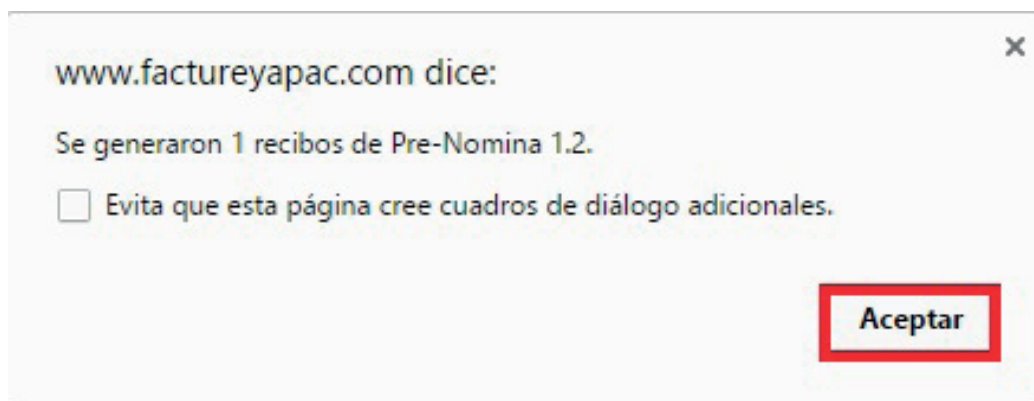 www.factureyapac.com dice:
Se generaron 1 recibos de Pre-Nomina 1.2.
Evita que esta página cree cuadros de diálogo adicionales.
Aceptar